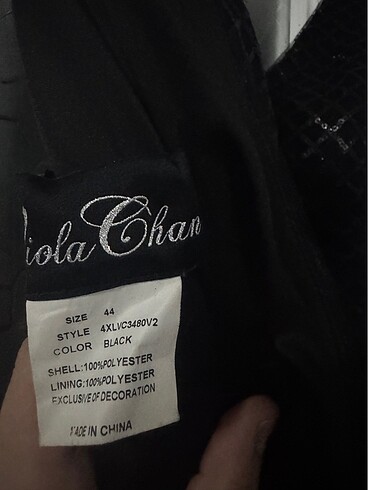 iola Chan
SIZE 44
STYLE 4XLVC3480V2
COLOR BLACK
SHELL:100%POLYESTER
LINING:100%POLYESTER
EXCLUSIVE OF DECORATION
MADE IN CHINA